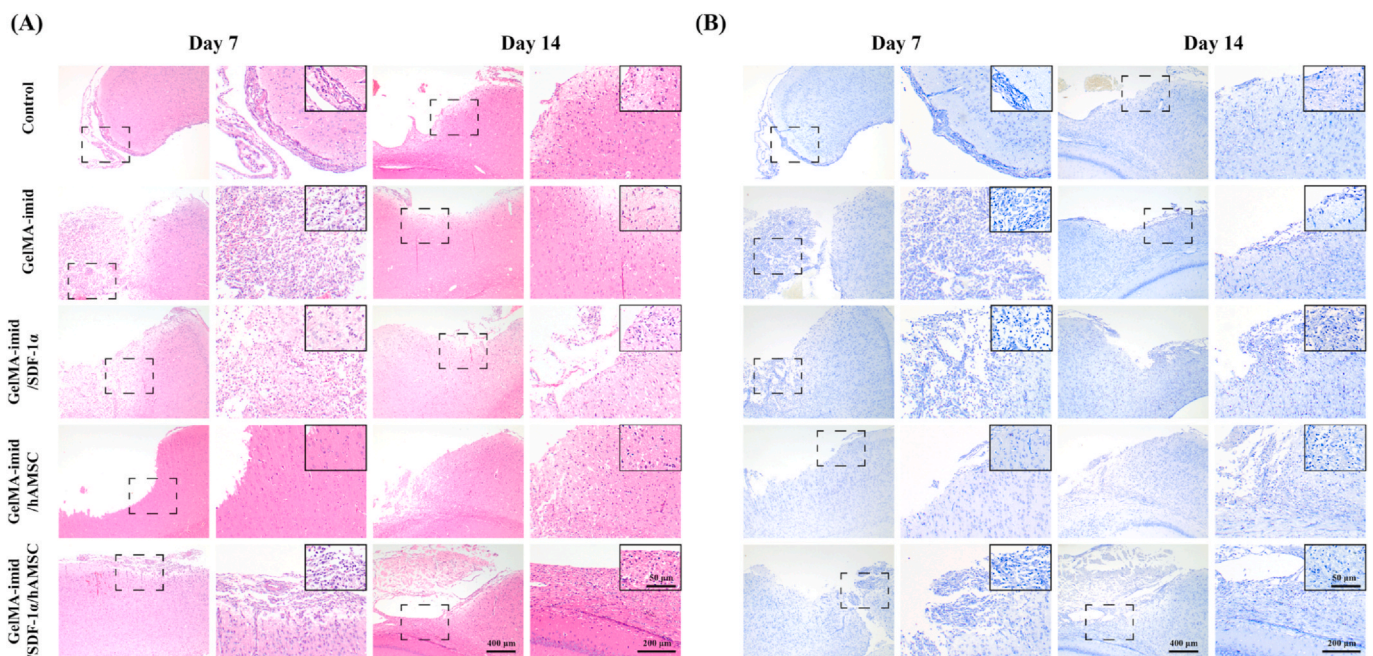 (A)
(B)
Day 7
Day 14
Day 7
Day 14
Control
GelMA-imid
GelMA-imid
/SDF-1α
GelMA-imid
/hAMSC
GelMA-imid
/SDF-1α/hAMSC
50 μm
400 μm
200 μm
50 μm
400 μm
200 μm